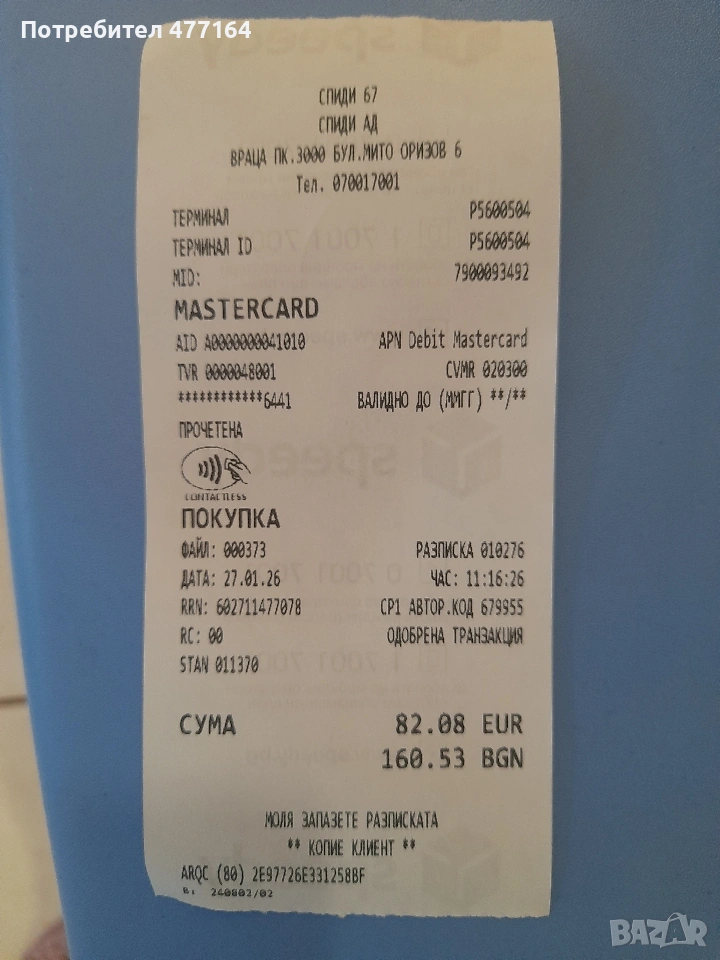 Потребител 477164
СПИДИ 67
СПИДИ АД
ВРАЦА ПК.3000 БУЛ.МИТО ОРИЗОВ 6
Тел. 070017001
ТЕРМИНАЛ P5600504
ТЕРМИНАЛ ID P5600504
MID: 7900093492
MASTERCARD
AID A0000000041010 APN Debit Mastercard
TVR 0000048001 CVMR 020300
************6441 ВАЛИДНО ДО (ММГГ) **/**
ПРОЧЕТЕНА
CONTACTLESS
ПОКУПКА
ФАЙЛ: 000373 РАЗПИСКА 010276
ДАТА: 27.01.26 ЧАС: 11:16:26
RRN: 602711477078 CP1 АВТОР.КОД 679955
RC: 00 ОДОБРЕНА ТРАНЗАКЦИЯ
STAN 011370
СУМА 82.08 EUR
160.53 BGN
МОЛЯ ЗАПАЗЕТЕ РАЗПИСКАТА
** КОПИЕ КЛИЕНТ **
ARQC (80) 2E97726E331258BF
B: 240802/02
BAZAR